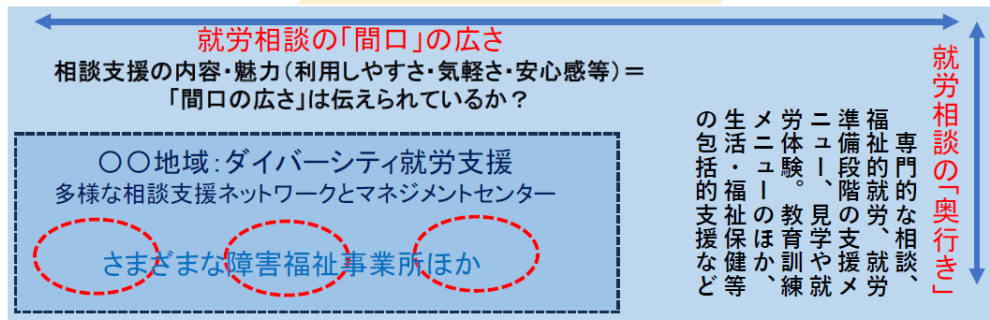 就労相談の「間口」の広さ
相談支援の内容・魅力（利用しやすさ・気軽さ・安心感等）＝
「間口の広さ」は伝えられているか？
〇〇地域：ダイバーシティ就労支援
多様な相談支援ネットワークとマネジメントセンター
さまざまな障害福祉事業所ほか
就労相談の「奥行き」
専門的な相談、
福祉的就労、就労
準備段階の支援メ
ニュー、見学や就
労体験。教育訓練
メニューのほか、
生活・福祉保健等
の包括的支援など